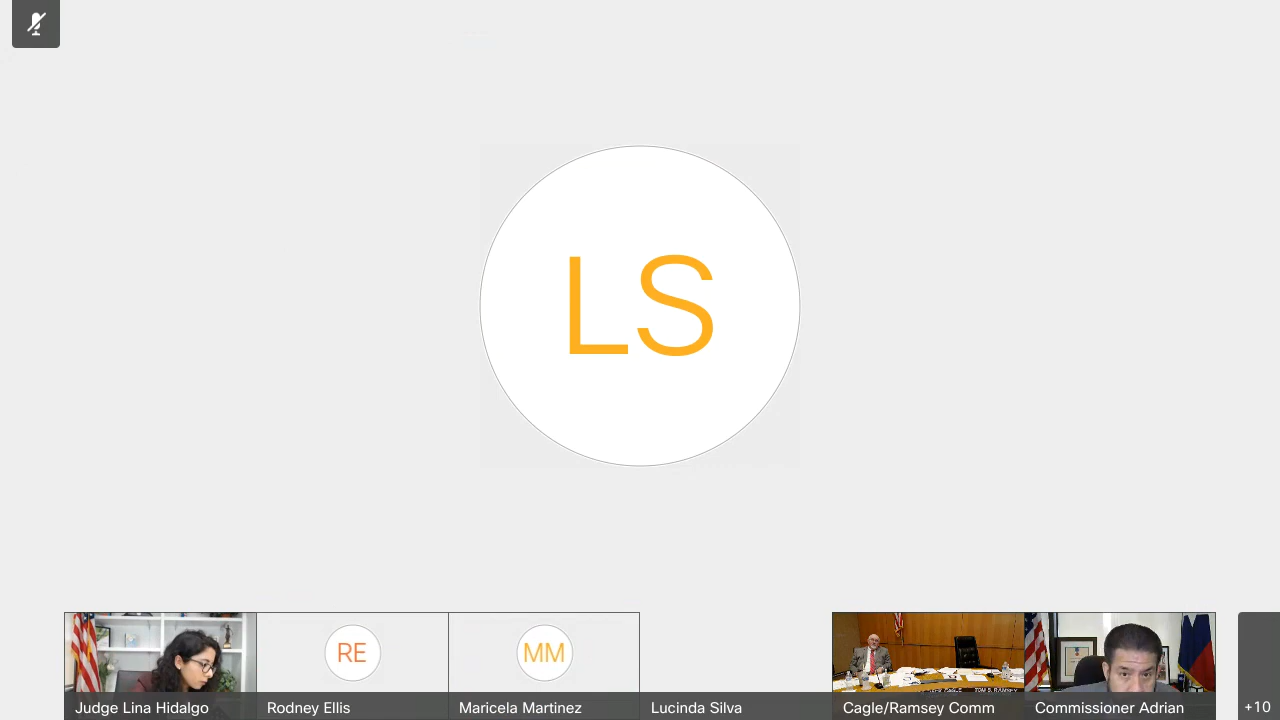 LS
RE
MM
Judge Lina Hidalgo
Rodney Ellis
Maricela Martinez
Lucinda Silva
Cagle/Ramsey Comm
Commissioner Adrian
+10